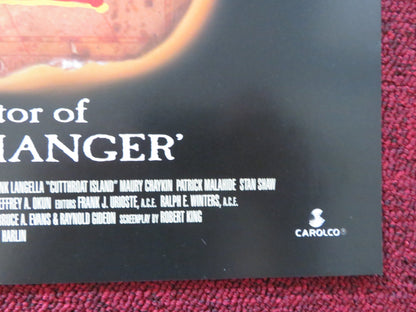 tor of
HANGER'
NK LANGELLA "CUTTHROAT ISLAND" MAURY CHAYKIN PATRICK MALAHIDE STAN SHAW
EFFREY A. OKUN EDITORS FRANK J. URIOSTE, A.C.E. RALPH E. WINTERS, A.C.E.
BRUCE A. EVANS & RAYNOLD GIDEON SCREENPLAY BY ROBERT KING
HARLIN
CAROLCO®